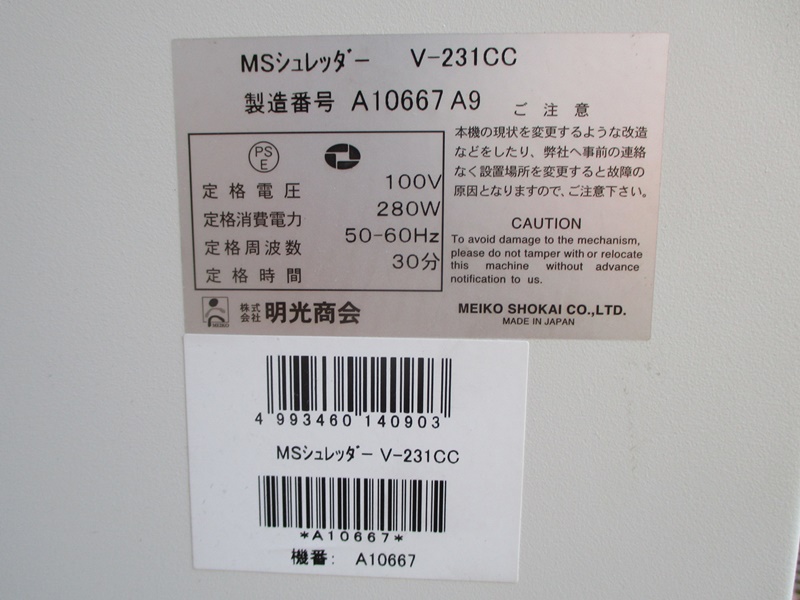 MSシュレッダー V-231CC
製造番号 A10667A9
ご注意
本機の現状を変更するような改造
などをしたり、弊社へ事前の連絡
なく設置場所を変更すると故障の
原因となりますので、ご注意下さい。
PS
E
定格電圧 100V
定格消費電力 280W
定格周波数 50-60Hz
定格時間 30分
CAUTION
To avoid damage to the mechanism,
please do not tamper with or relocate
this machine without advance
notification to us.
MEIKO
株式会社 明光商会
MEIKO SHOKAI CO.,LTD.
MADE IN JAPAN
4 993460 140903
MSシュレッダー V-231CC
*A10667*
機番: A10667